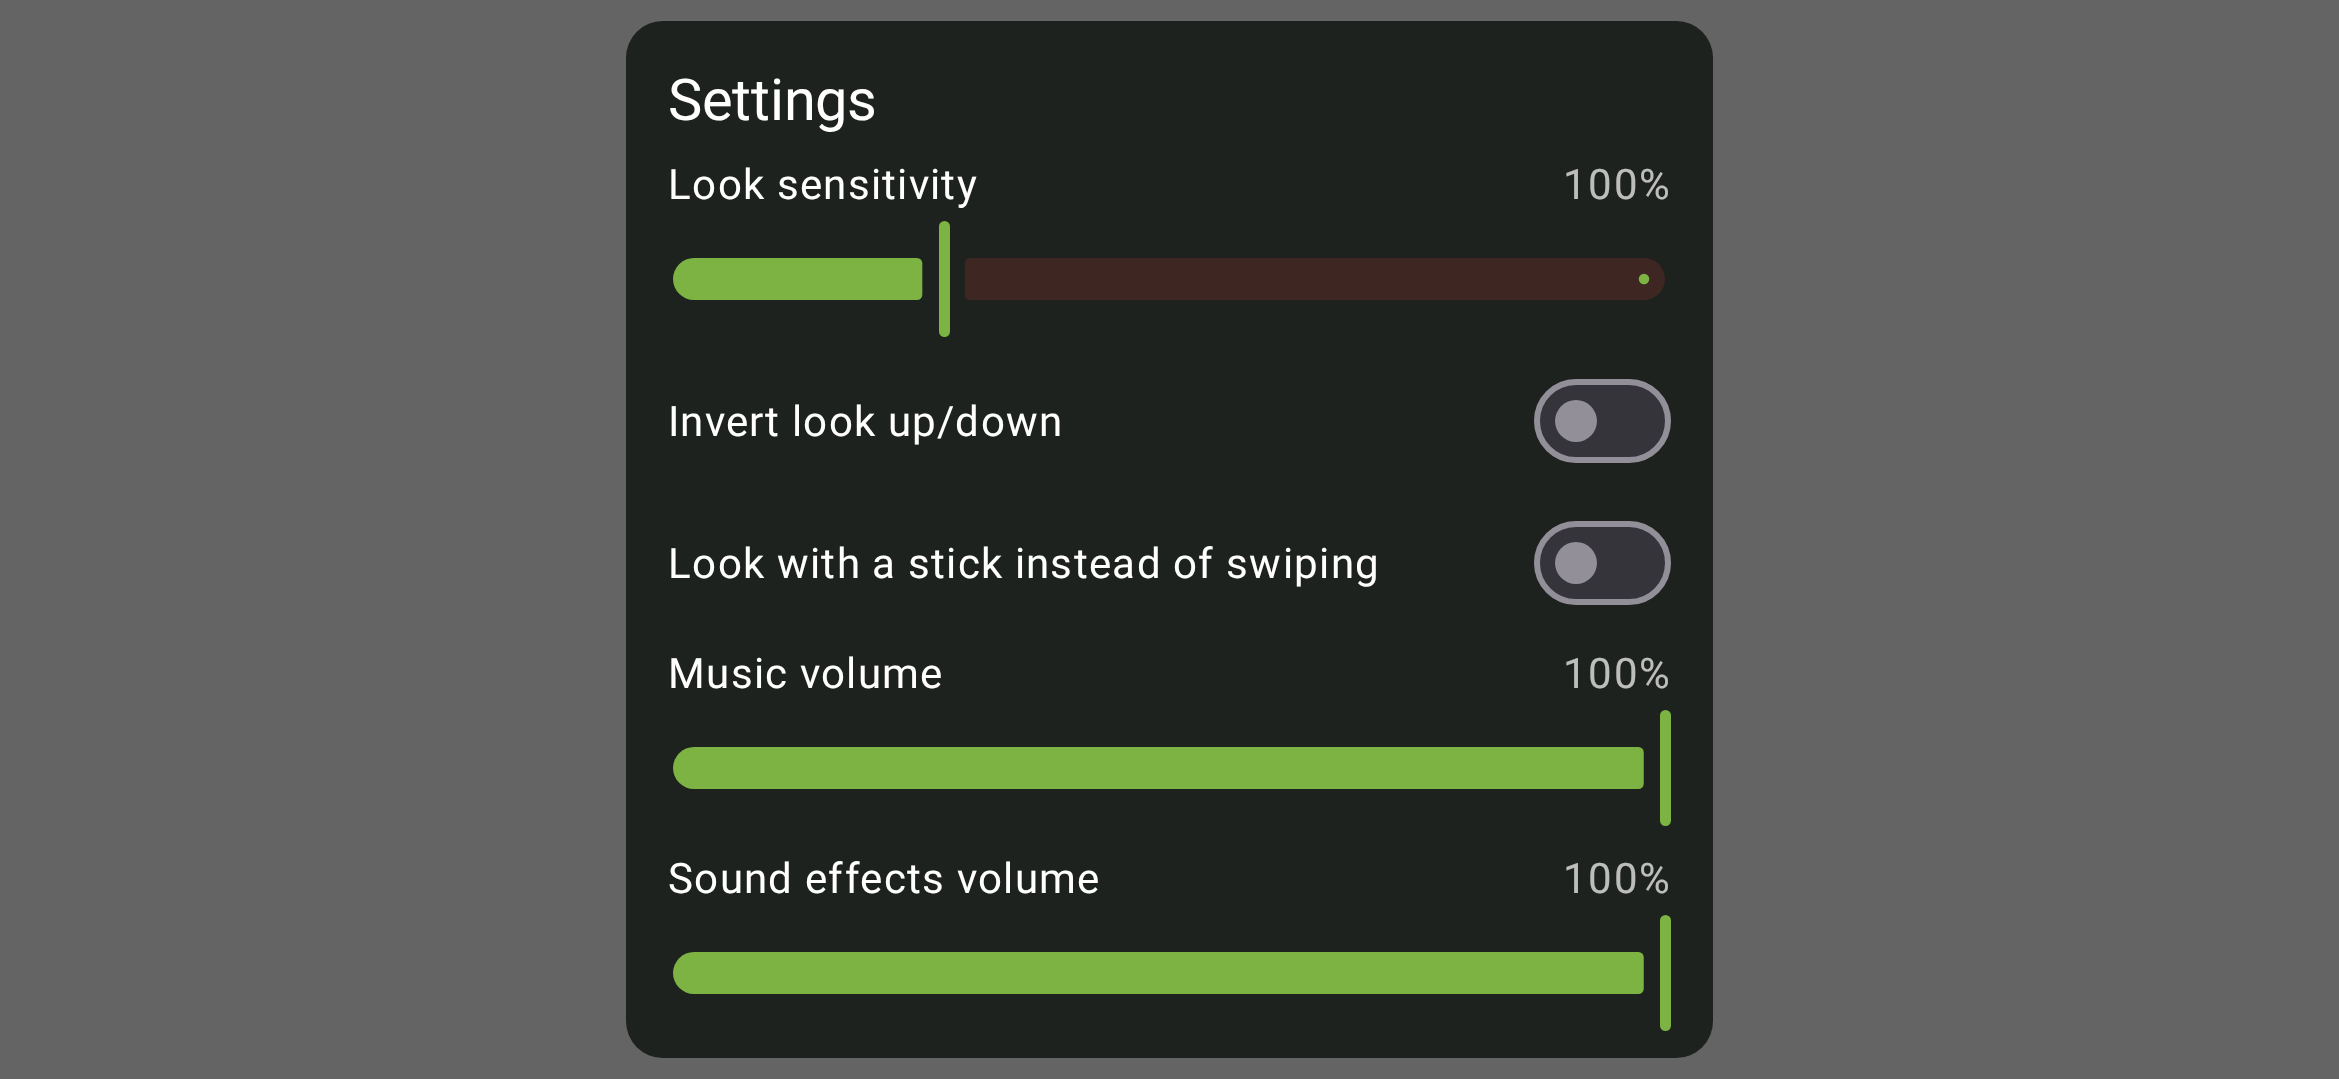 Settings
Look sensitivity 100%
Invert look up/down
Look with a stick instead of swiping
Music volume 100%
Sound effects volume 100%